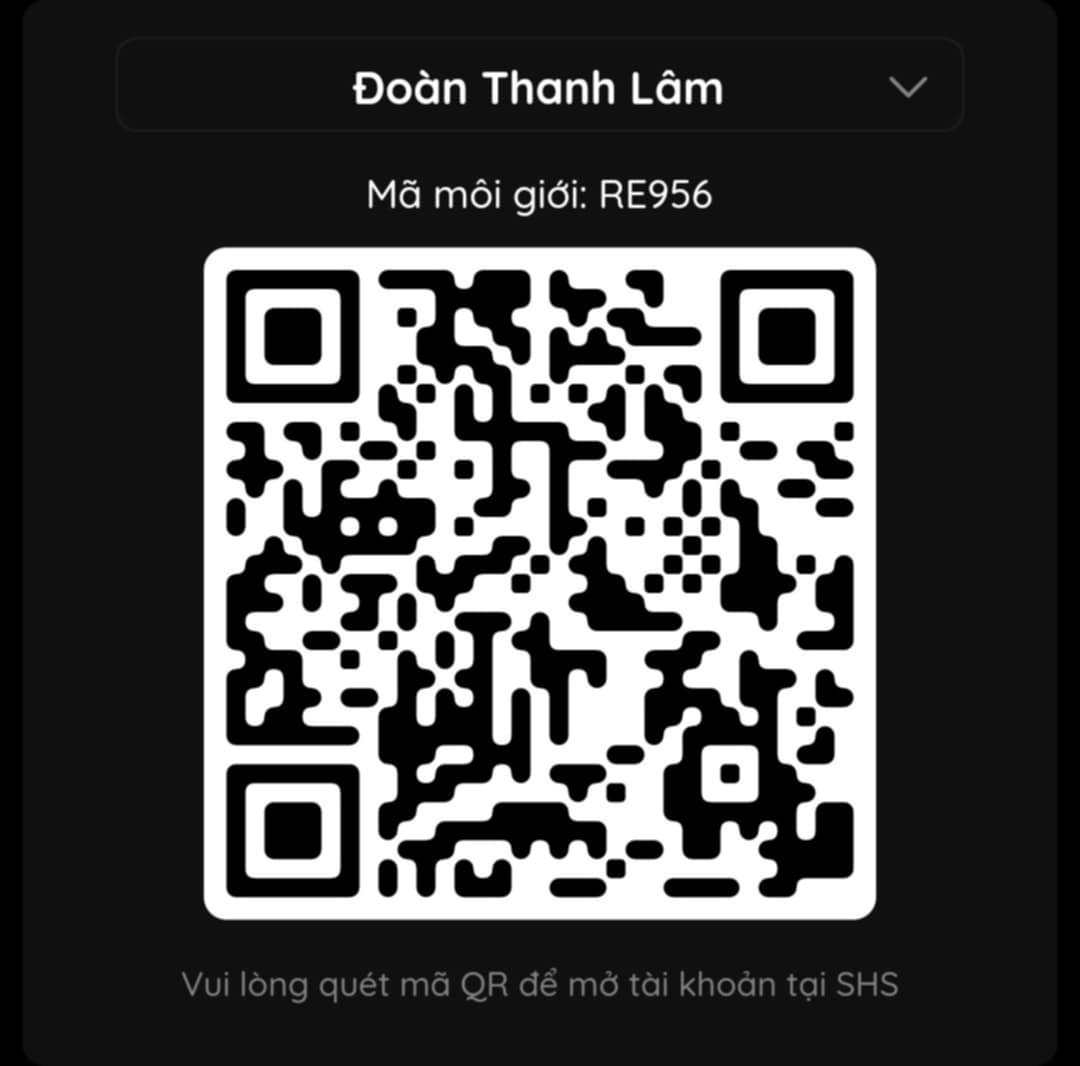 Đoàn Thanh Lâm
Mã môi giới: RE956
Vui lòng quét mã QR để mở tài khoản tại SHS